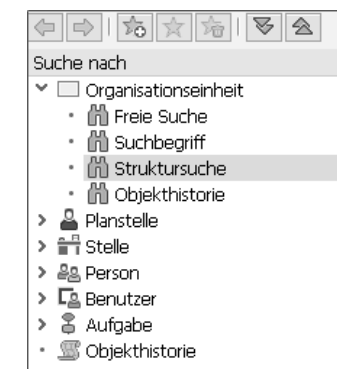 Suche nach
Organisationseinheit
Freie Suche
Suchbegriff
Struktursuche
Objekthistorie
Planstelle
Stelle
Person
Benutzer
Aufgabe
Objekthistorie